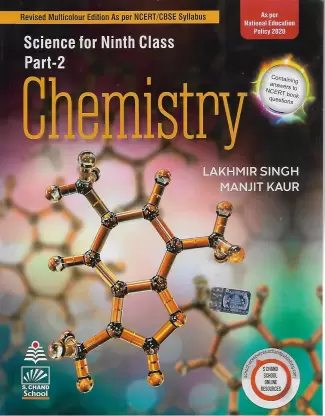 Revised Multicolour Edition As per NCERT/CBSE Syllabus
As per
National Education
Policy 2020
Science for Ninth Class
Part-2
Containing
answers to
NCERT book
questions
Chemistry
LAKHMIR SINGH
MANJIT KAUR
S. CHAND
School
S CHAND
SCHOOL
ONLINE
RESOURCES